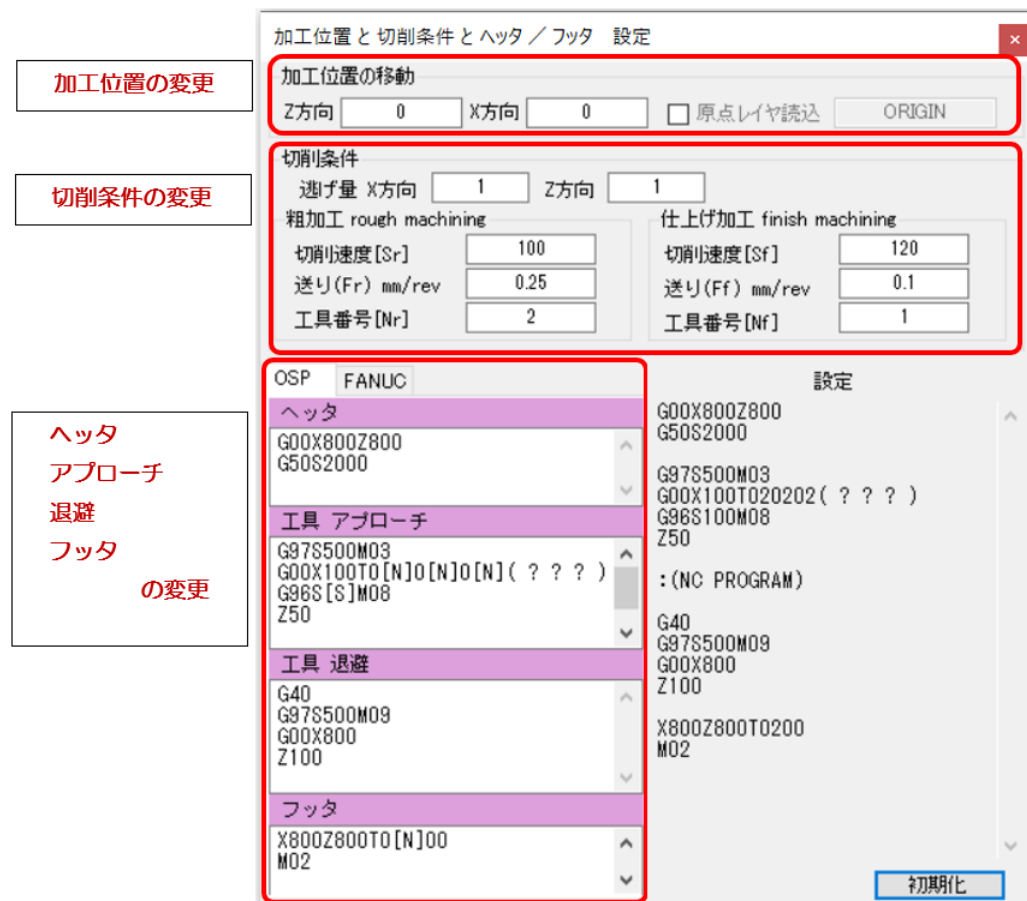 加工位置と切削条件とヘッタ／フッタ 設定
×
加工位置の変更
加工位置の移動
Z方向 0 X方向 0 原点レイヤ読込 ORIGIN
切削条件の変更
切削条件
逃げ量 X方向 1 Z方向 1
粗加工 rough machining
切削速度[Sr] 100
送り(Fr) mm/rev 0.25
工具番号[Nr] 2
仕上げ加工 finish machining
切削速度[Sf] 120
送り(Ff) mm/rev 0.1
工具番号[Nf] 1
ヘッタ
アプローチ
退避
フッタ
の変更
OSP FANUC
ヘッタ
G00X800Z800
G50S2000
工具 アプローチ
G97S500M03
G00X100T0[N]0[N]0[N](？？？)
G96S[S]M08
Z50
工具 退避
G40
G97S500M09
G00X800
Z100
フッタ
X800Z800T0[N]00
M02
設定
G00X800Z800
G50S2000
G97S500M03
G00X100T020202(？？？)
G96S100M08
Z50
:(NC PROGRAM)
G40
G97S500M09
G00X800
Z100
X800Z800T0200
M02
初期化